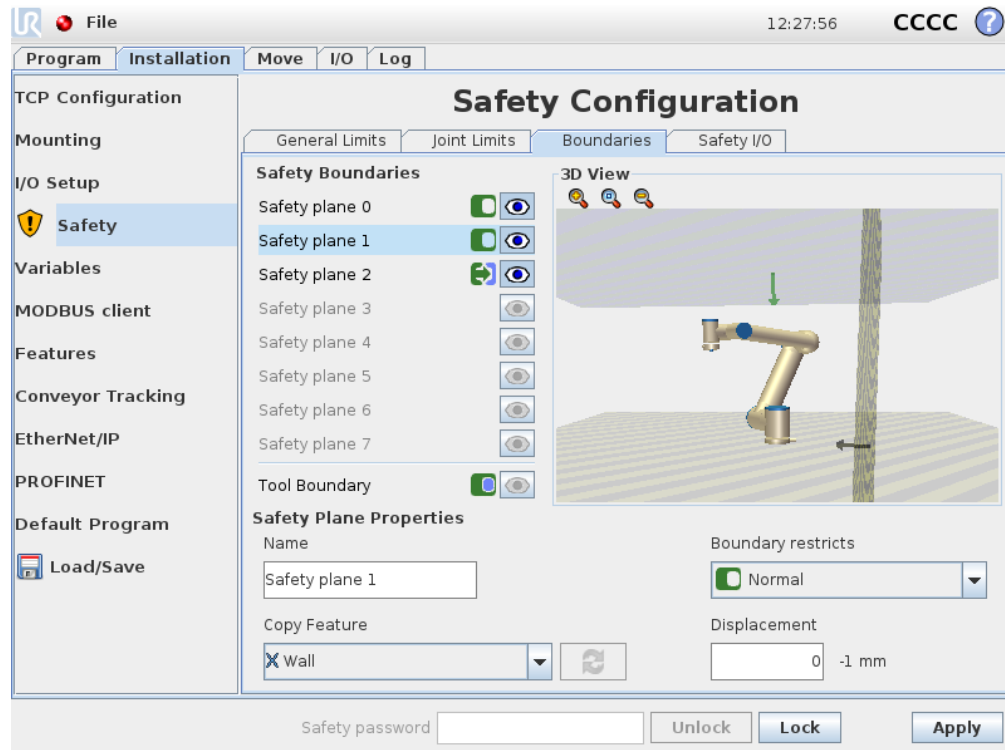 UR File 12:27:56 CCCC ?
Program Installation Move I/O Log
TCP Configuration
Mounting
I/O Setup
Safety
Variables
MODBUS client
Features
Conveyor Tracking
EtherNet/IP
PROFINET
Default Program
Load/Save
Safety Configuration
General Limits Joint Limits Boundaries Safety I/O
Safety Boundaries
Safety plane 0
Safety plane 1
Safety plane 2
Safety plane 3
Safety plane 4
Safety plane 5
Safety plane 6
Safety plane 7
Tool Boundary
3D View
Safety Plane Properties
Name
Safety plane 1
Boundary restricts
Normal
Copy Feature
Wall
Displacement
0 -1 mm
Safety password Unlock Lock Apply